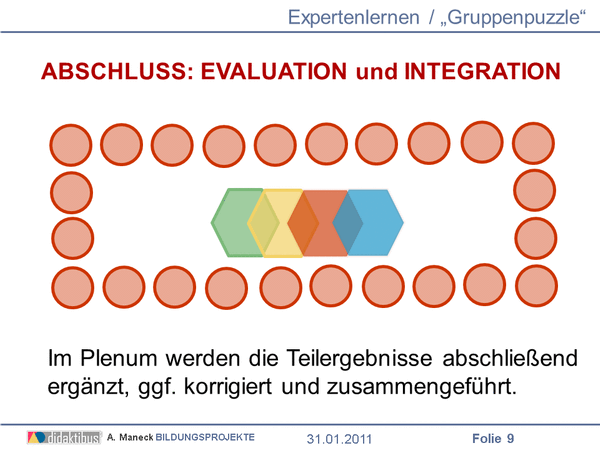 Expertenlernen / „Gruppenpuzzle“
ABSCHLUSS: EVALUATION und INTEGRATION
Im Plenum werden die Teilergebnisse abschließend
ergänzt, ggf. korrigiert und zusammengeführt.
didaktibus A. Maneck BILDUNGSPROJEKTE 31.01.2011 Folie 9